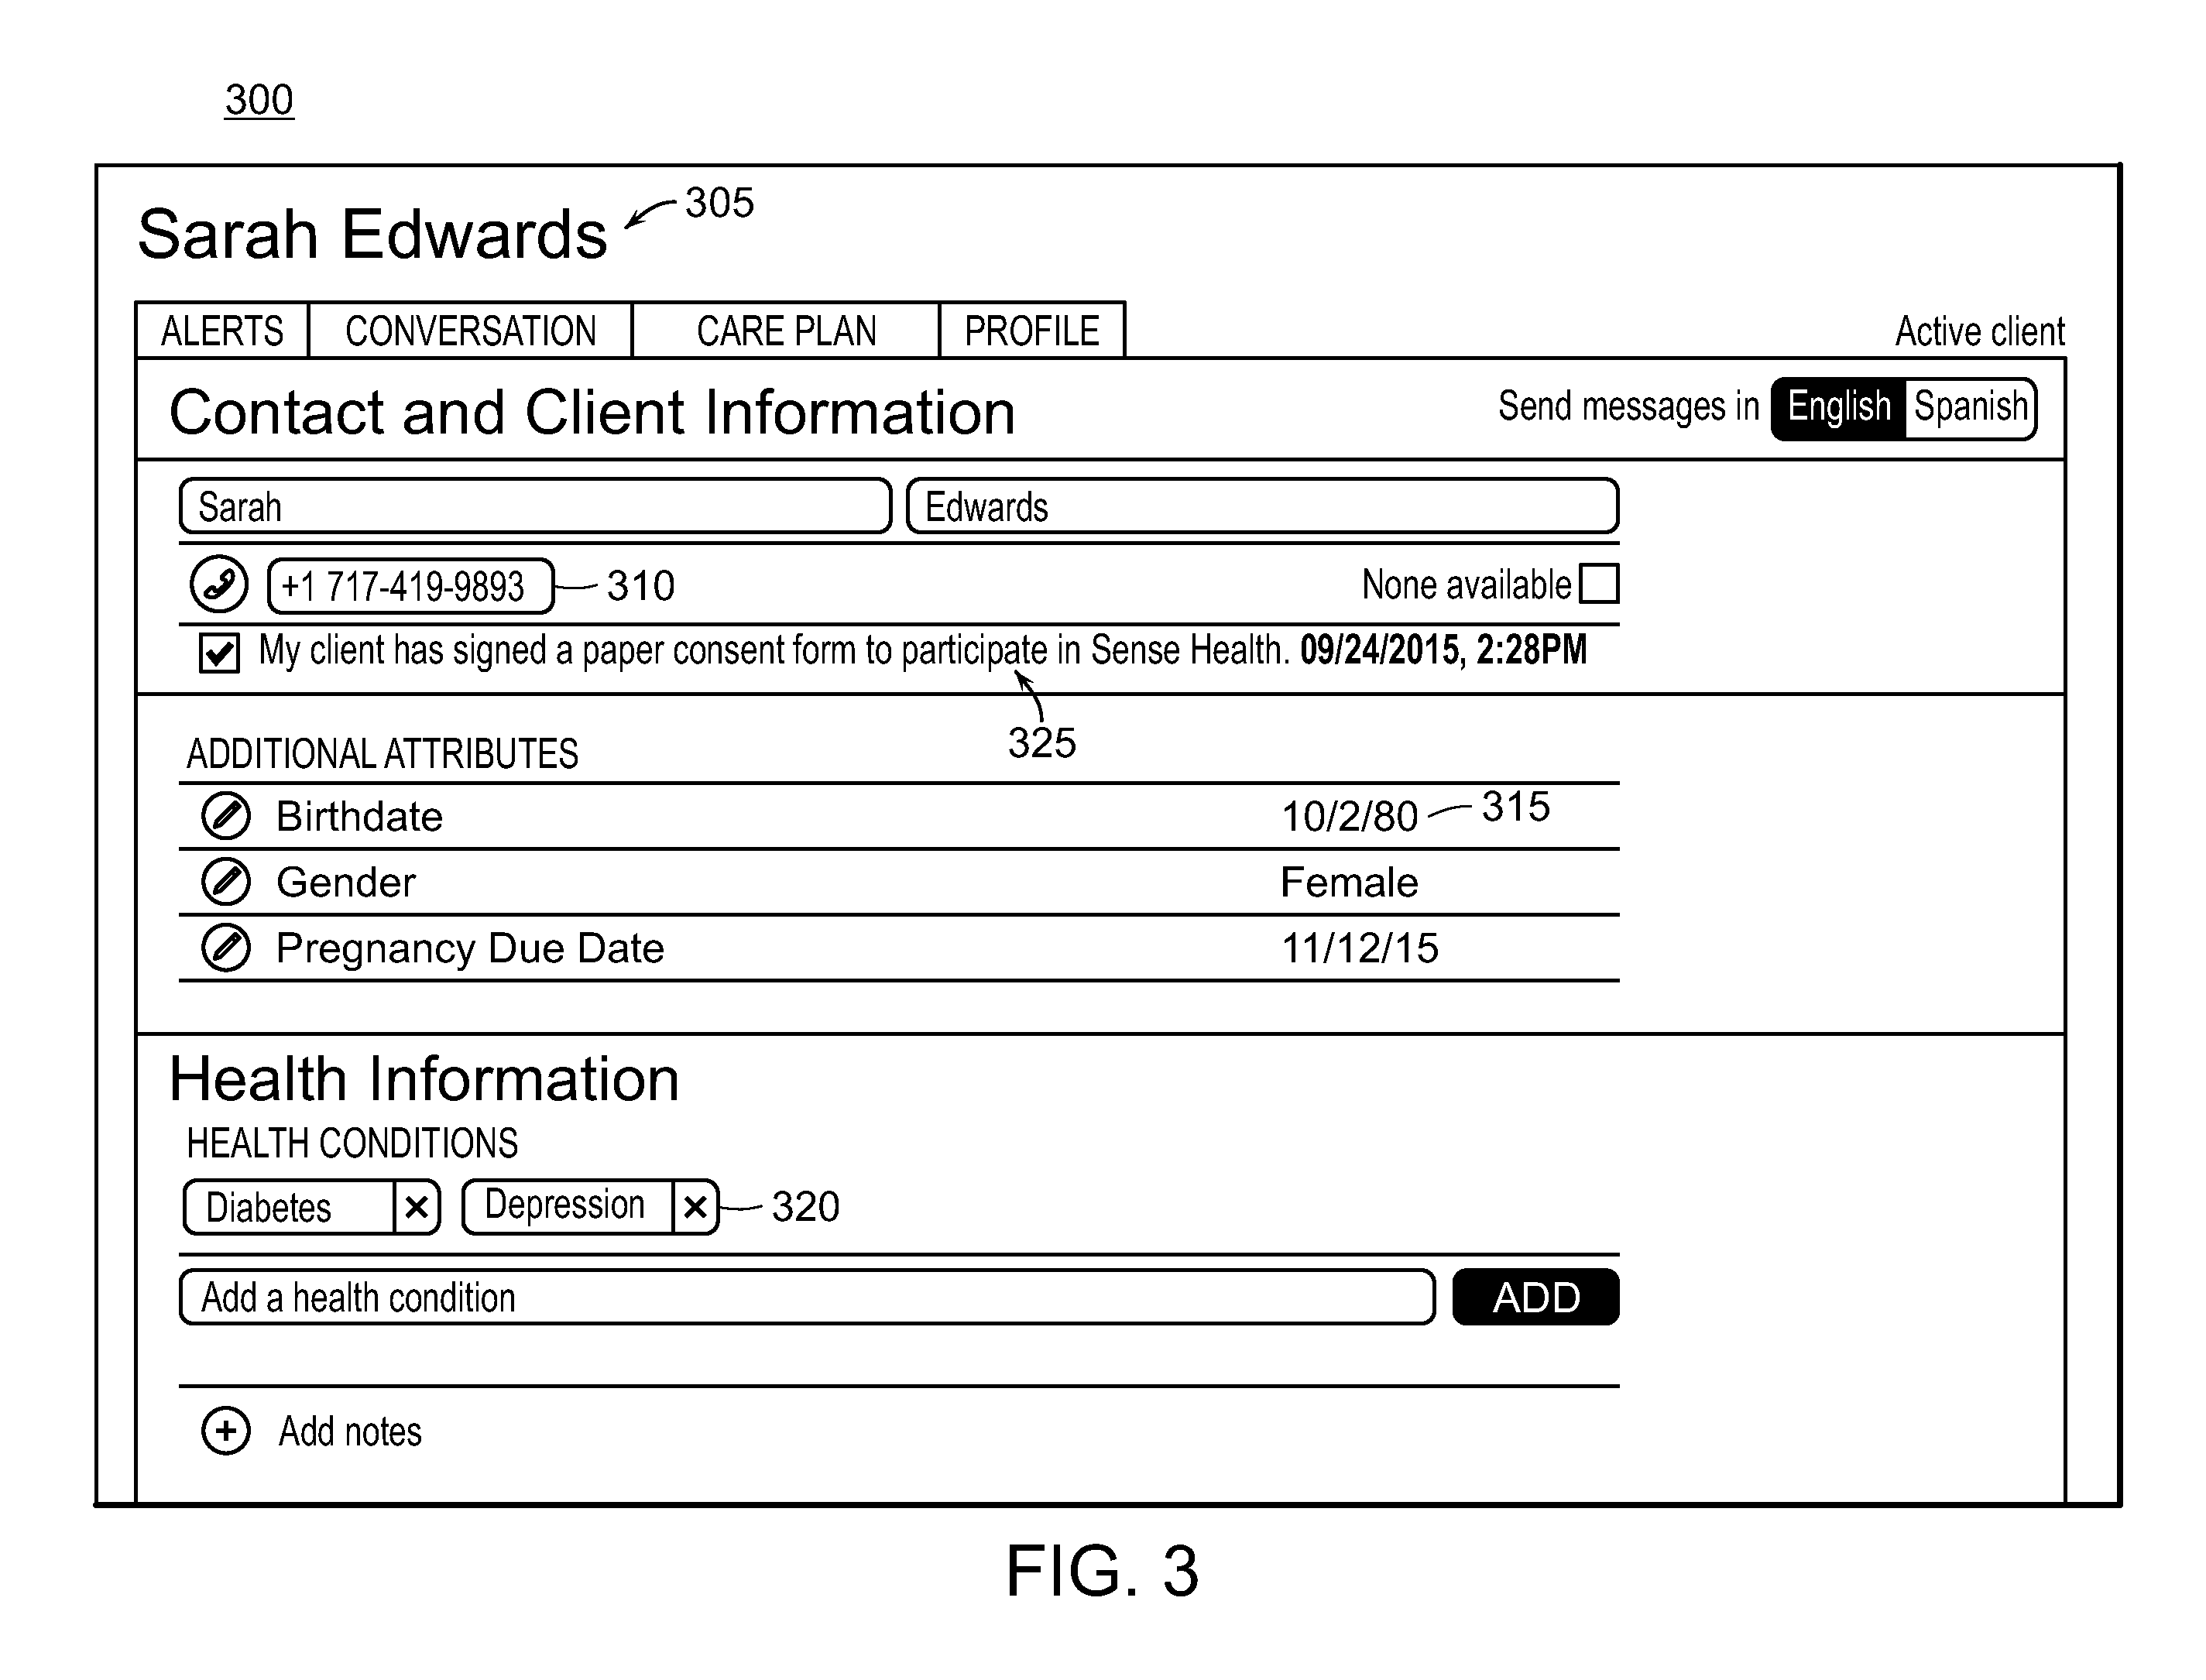 300
Sarah Edwards 305
ALERTS CONVERSATION CARE PLAN PROFILE Active client
Contact and Client Information Send messages in English Spanish
Sarah Edwards
+1 717-419-9893 310 None available
My client has signed a paper consent form to participate in Sense Health. 09/24/2015, 2:28PM
325
ADDITIONAL ATTRIBUTES
Birthdate 10/2/80 315
Gender Female
Pregnancy Due Date 11/12/15
Health Information
HEALTH CONDITIONS
Diabetes × Depression × 320
Add a health condition ADD
+ Add notes
FIG. 3